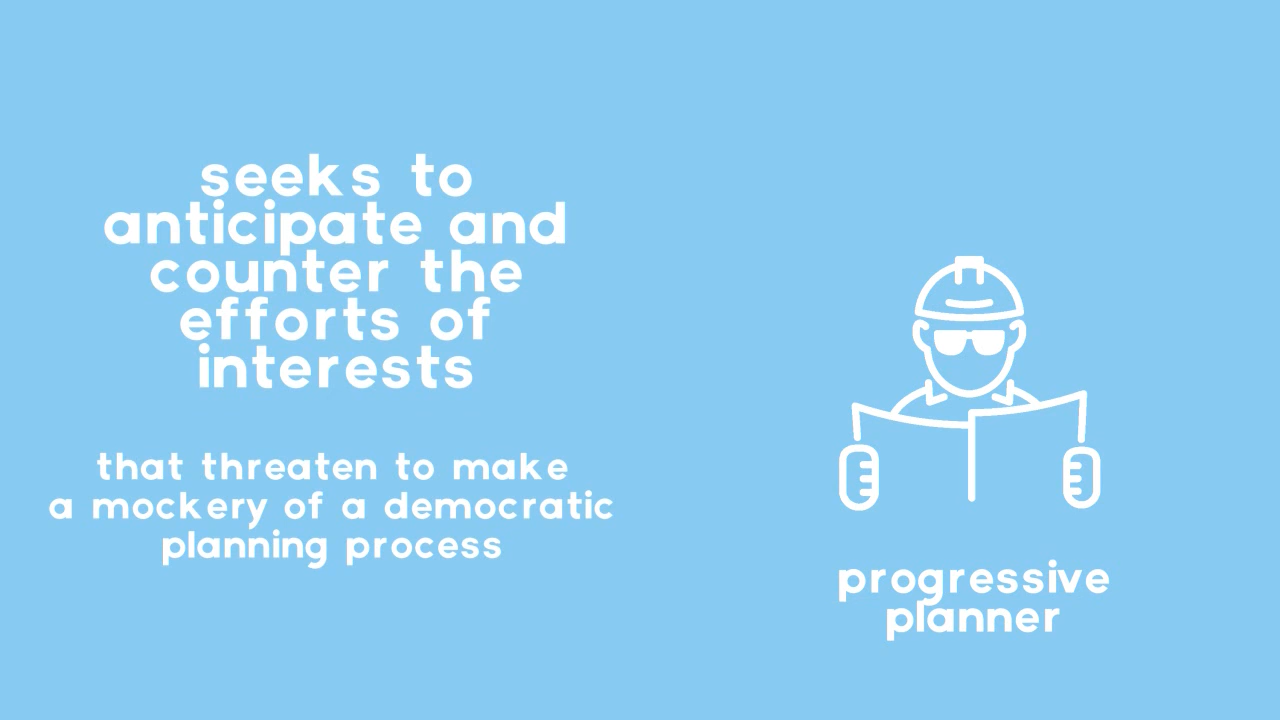 seeks to
anticipate and
counter the
efforts of
interests
that threaten to make
a mockery of a democratic
planning process
progressive
planner